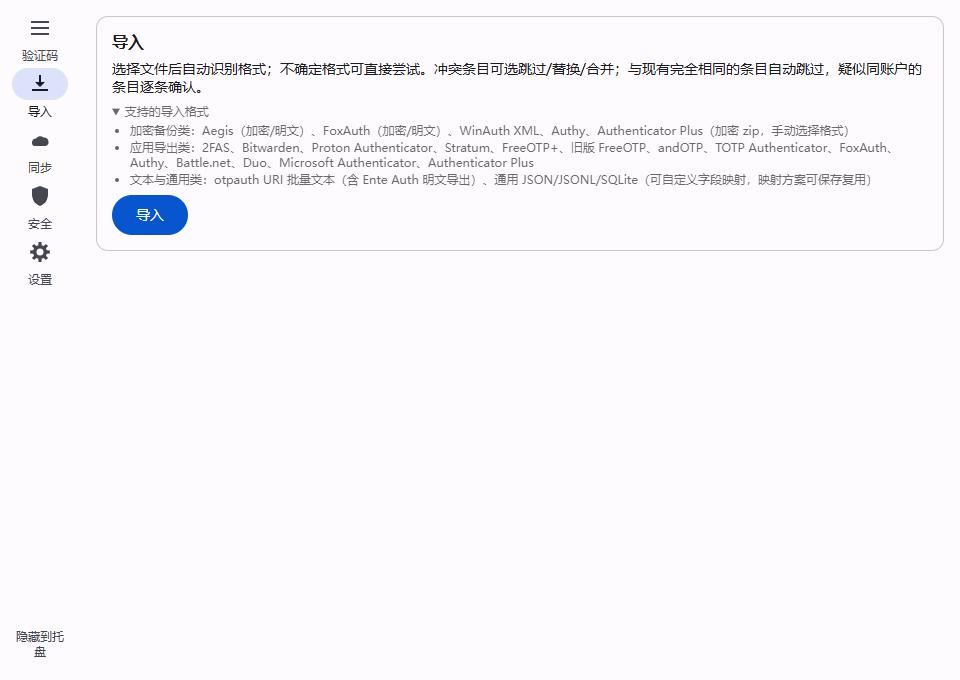 验证码
导入
同步
安全
设置
隐藏到托
盘
导入
选择文件后自动识别格式；不确定格式可直接尝试。冲突条目可选跳过/替换/合并；与现有完全相同的条目自动跳过，疑似同账户的
条目逐条确认。
▼ 支持的导入格式
• 加密备份类：Aegis（加密/明文）、FoxAuth（加密/明文）、WinAuth XML、Authy、Authenticator Plus（加密 zip，手动选择格式）
• 应用导出类：2FAS、Bitwarden、Proton Authenticator、Stratum、FreeOTP+、旧版 FreeOTP、andOTP、TOTP Authenticator、FoxAuth、
Authy、Battle.net、Duo、Microsoft Authenticator、Authenticator Plus
• 文本与通用类：otpauth URI 批量文本（含 Ente Auth 明文导出）、通用 JSON/JSONL/SQLite（可自定义字段映射，映射方案可保存复用）
导入